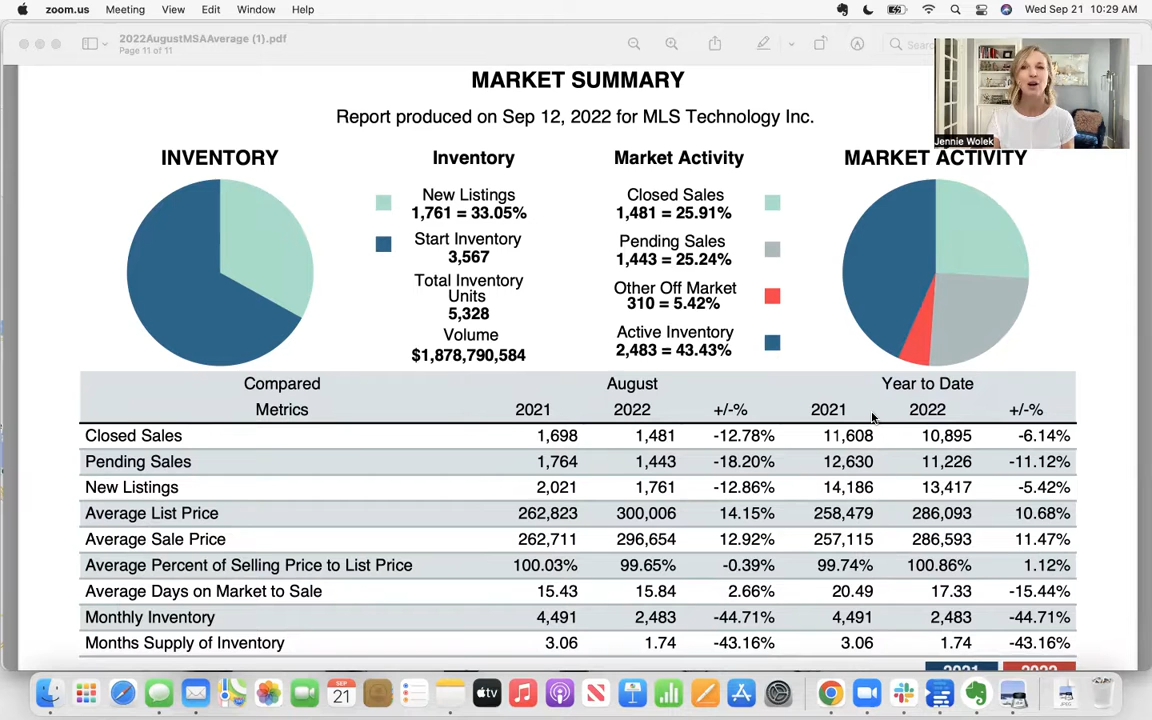 zoom.us Meeting View Edit Window Help Wed Sep 21 10:29 AM
2022AugustMSAAverage (1).pdf
Page 11 of 11
MARKET SUMMARY
Report produced on Sep 12, 2022 for MLS Technology Inc.
Jennie Wolek
INVENTORY
Inventory
New Listings
1,761 = 33.05%
Start Inventory
3,567
Total Inventory
Units
5,328
Volume
$1,878,790,584
Market Activity
Closed Sales
1,481 = 25.91%
Pending Sales
1,443 = 25.24%
Other Off Market
310 = 5.42%
Active Inventory
2,483 = 43.43%
MARKET ACTIVITY
Compared August Year to Date
Metrics 2021 2022 +/-% 2021 2022 +/-%
Closed Sales 1,698 1,481 -12.78% 11,608 10,895 -6.14%
Pending Sales 1,764 1,443 -18.20% 12,630 11,226 -11.12%
New Listings 2,021 1,761 -12.86% 14,186 13,417 -5.42%
Average List Price 262,823 300,006 14.15% 258,479 286,093 10.68%
Average Sale Price 262,711 296,654 12.92% 257,115 286,593 11.47%
Average Percent of Selling Price to List Price 100.03% 99.65% -0.39% 99.74% 100.86% 1.12%
Average Days on Market to Sale 15.43 15.84 2.66% 20.49 17.33 -15.44%
Monthly Inventory 4,491 2,483 -44.71% 4,491 2,483 -44.71%
Months Supply of Inventory 3.06 1.74 -43.16% 3.06 1.74 -43.16%
2021 2022
SEP
21
tv